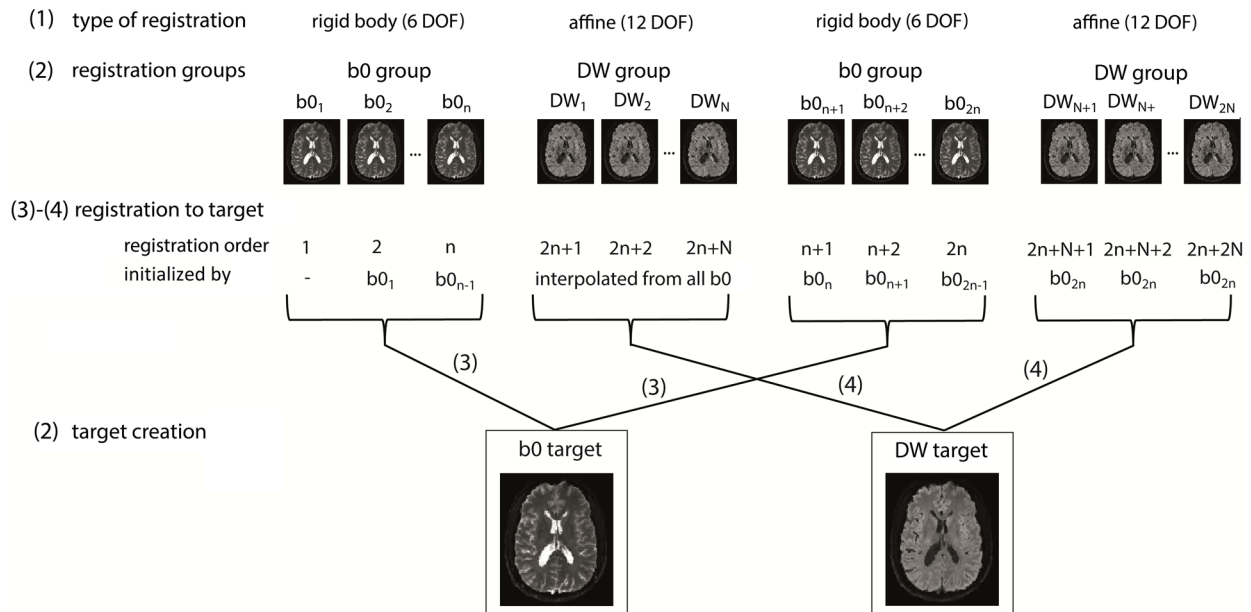 (1) type of registration rigid body (6 DOF) affine (12 DOF) rigid body (6 DOF) affine (12 DOF)
(2) registration groups b0 group DW group b0 group DW group
b0₁ b0₂ b0ₙ DW₁ DW₂ DW_N b0ₙ₊₁ b0ₙ₊₂ b0₂ₙ DW_N+1 DW_N+ DW_2N
... ... ... ...
(3)-(4) registration to target
registration order 1 2 n 2n+1 2n+2 2n+N n+1 n+2 2n 2n+N+1 2n+N+2 2n+2N
initialized by - b0₁ b0ₙ₋₁ interpolated from all b0 b0ₙ b0ₙ₊₁ b0₂ₙ₋₁ b0₂ₙ b0₂ₙ b0₂ₙ
(3) (3) (4) (4)
(2) target creation
b0 target DW target